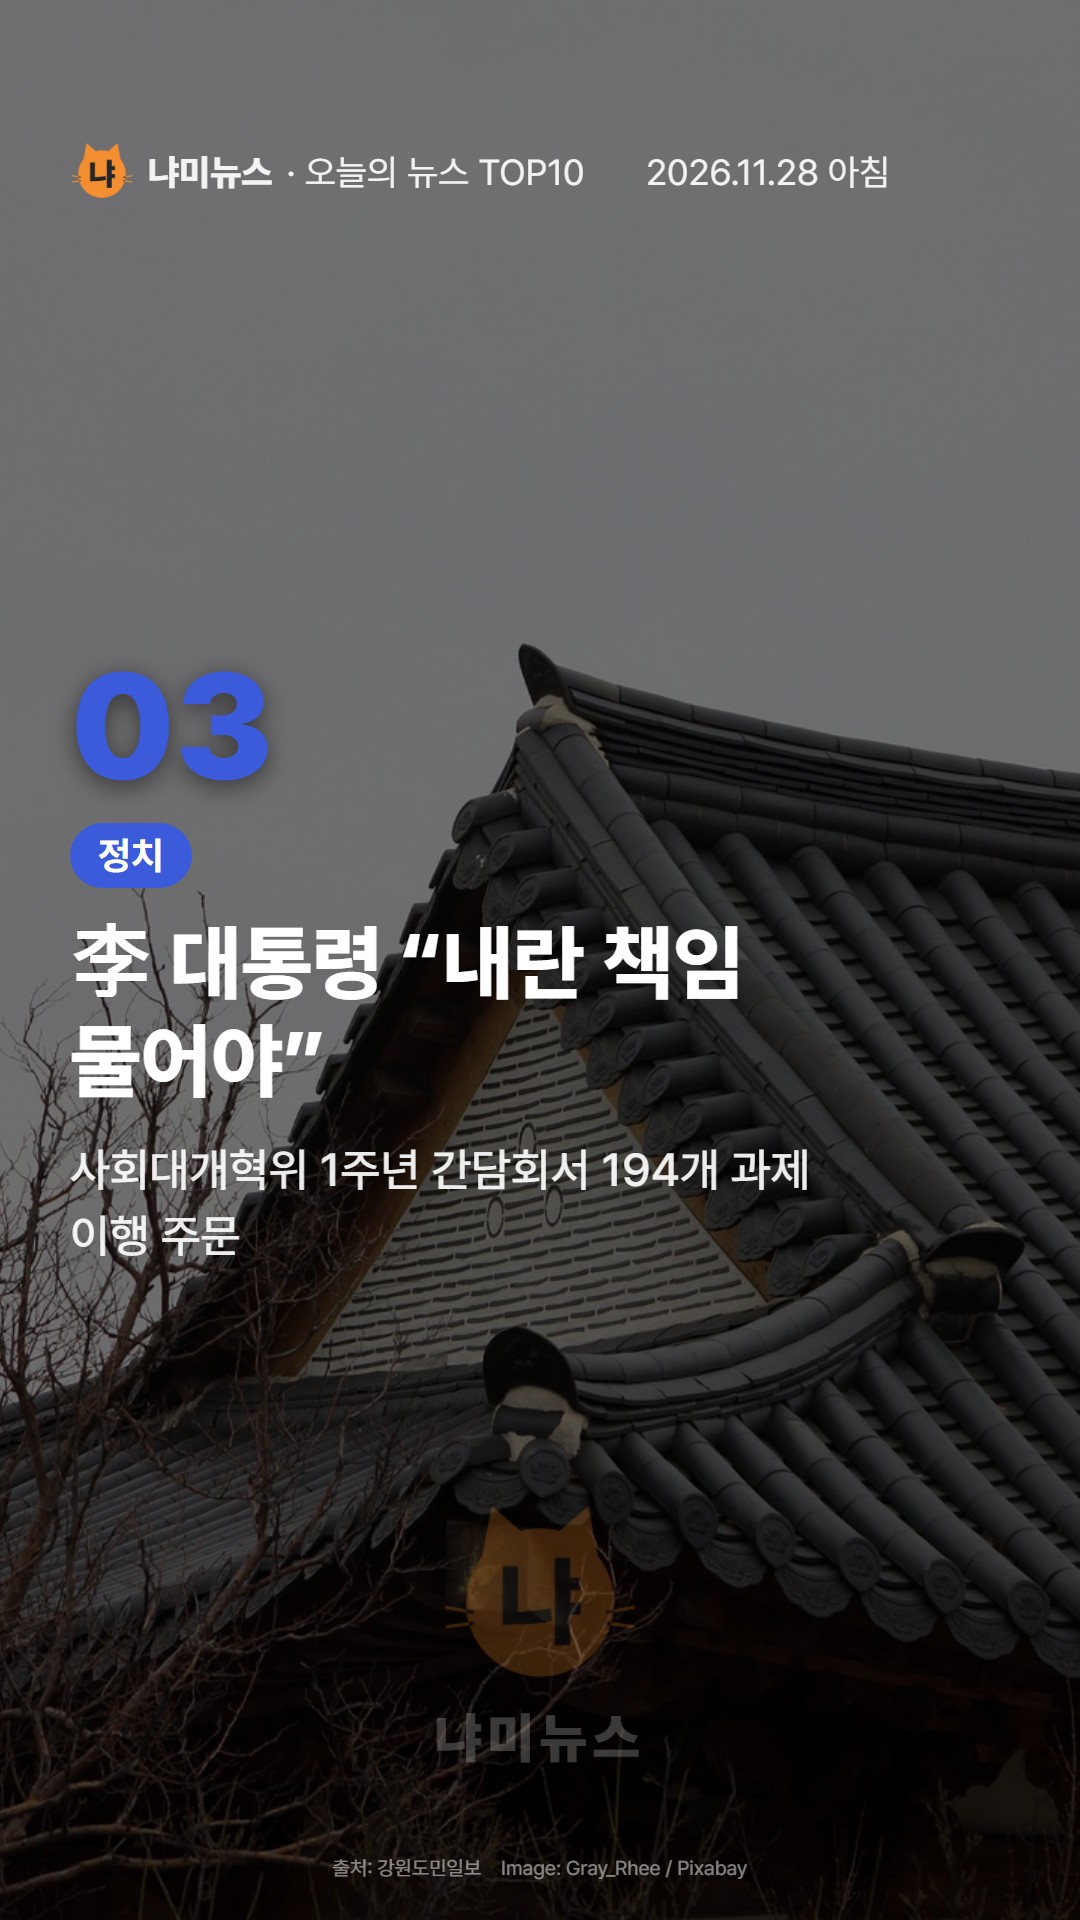 냐 냐미뉴스 · 오늘의 뉴스 TOP10 2026.11.28 아침
03
정치
李 대통령 “내란 책임
물어야”
사회대개혁위 1주년 간담회서 194개 과제
이행 주문
냐
냐미뉴스
출처: 강원도민일보 Image: Gray_Rhee / Pixabay